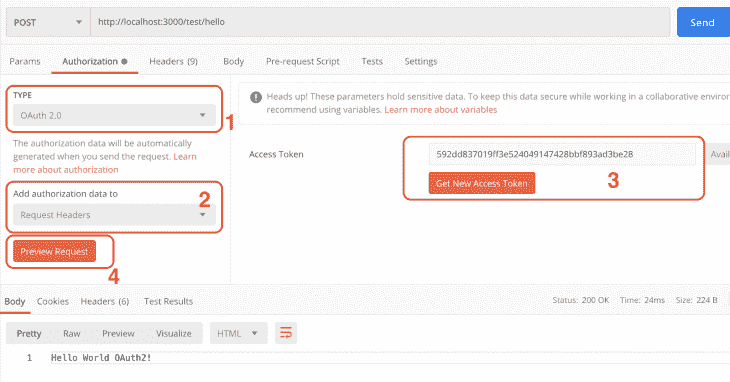 POST http://localhost:3000/test/hello Send
Params Authorization Headers (9) Body Pre-request Script Tests Settings
TYPE
OAuth 2.0
1
The authorization data will be automatically
generated when you send the request. Learn
more about authorization
Add authorization data to
2
Request Headers
Preview Request
4
Heads up! These parameters hold sensitive data. To keep this data secure while working in a collaborative environ
recommend using variables. Learn more about variables
Access Token 592dd837019ff3e524049147428bbf893ad3be28 Avail
Get New Access Token
3
Body Cookies Headers (6) Test Results Status: 200 OK Time: 24ms Size: 224 B
Pretty Raw Preview Visualize HTML
1 Hello World OAuth2!